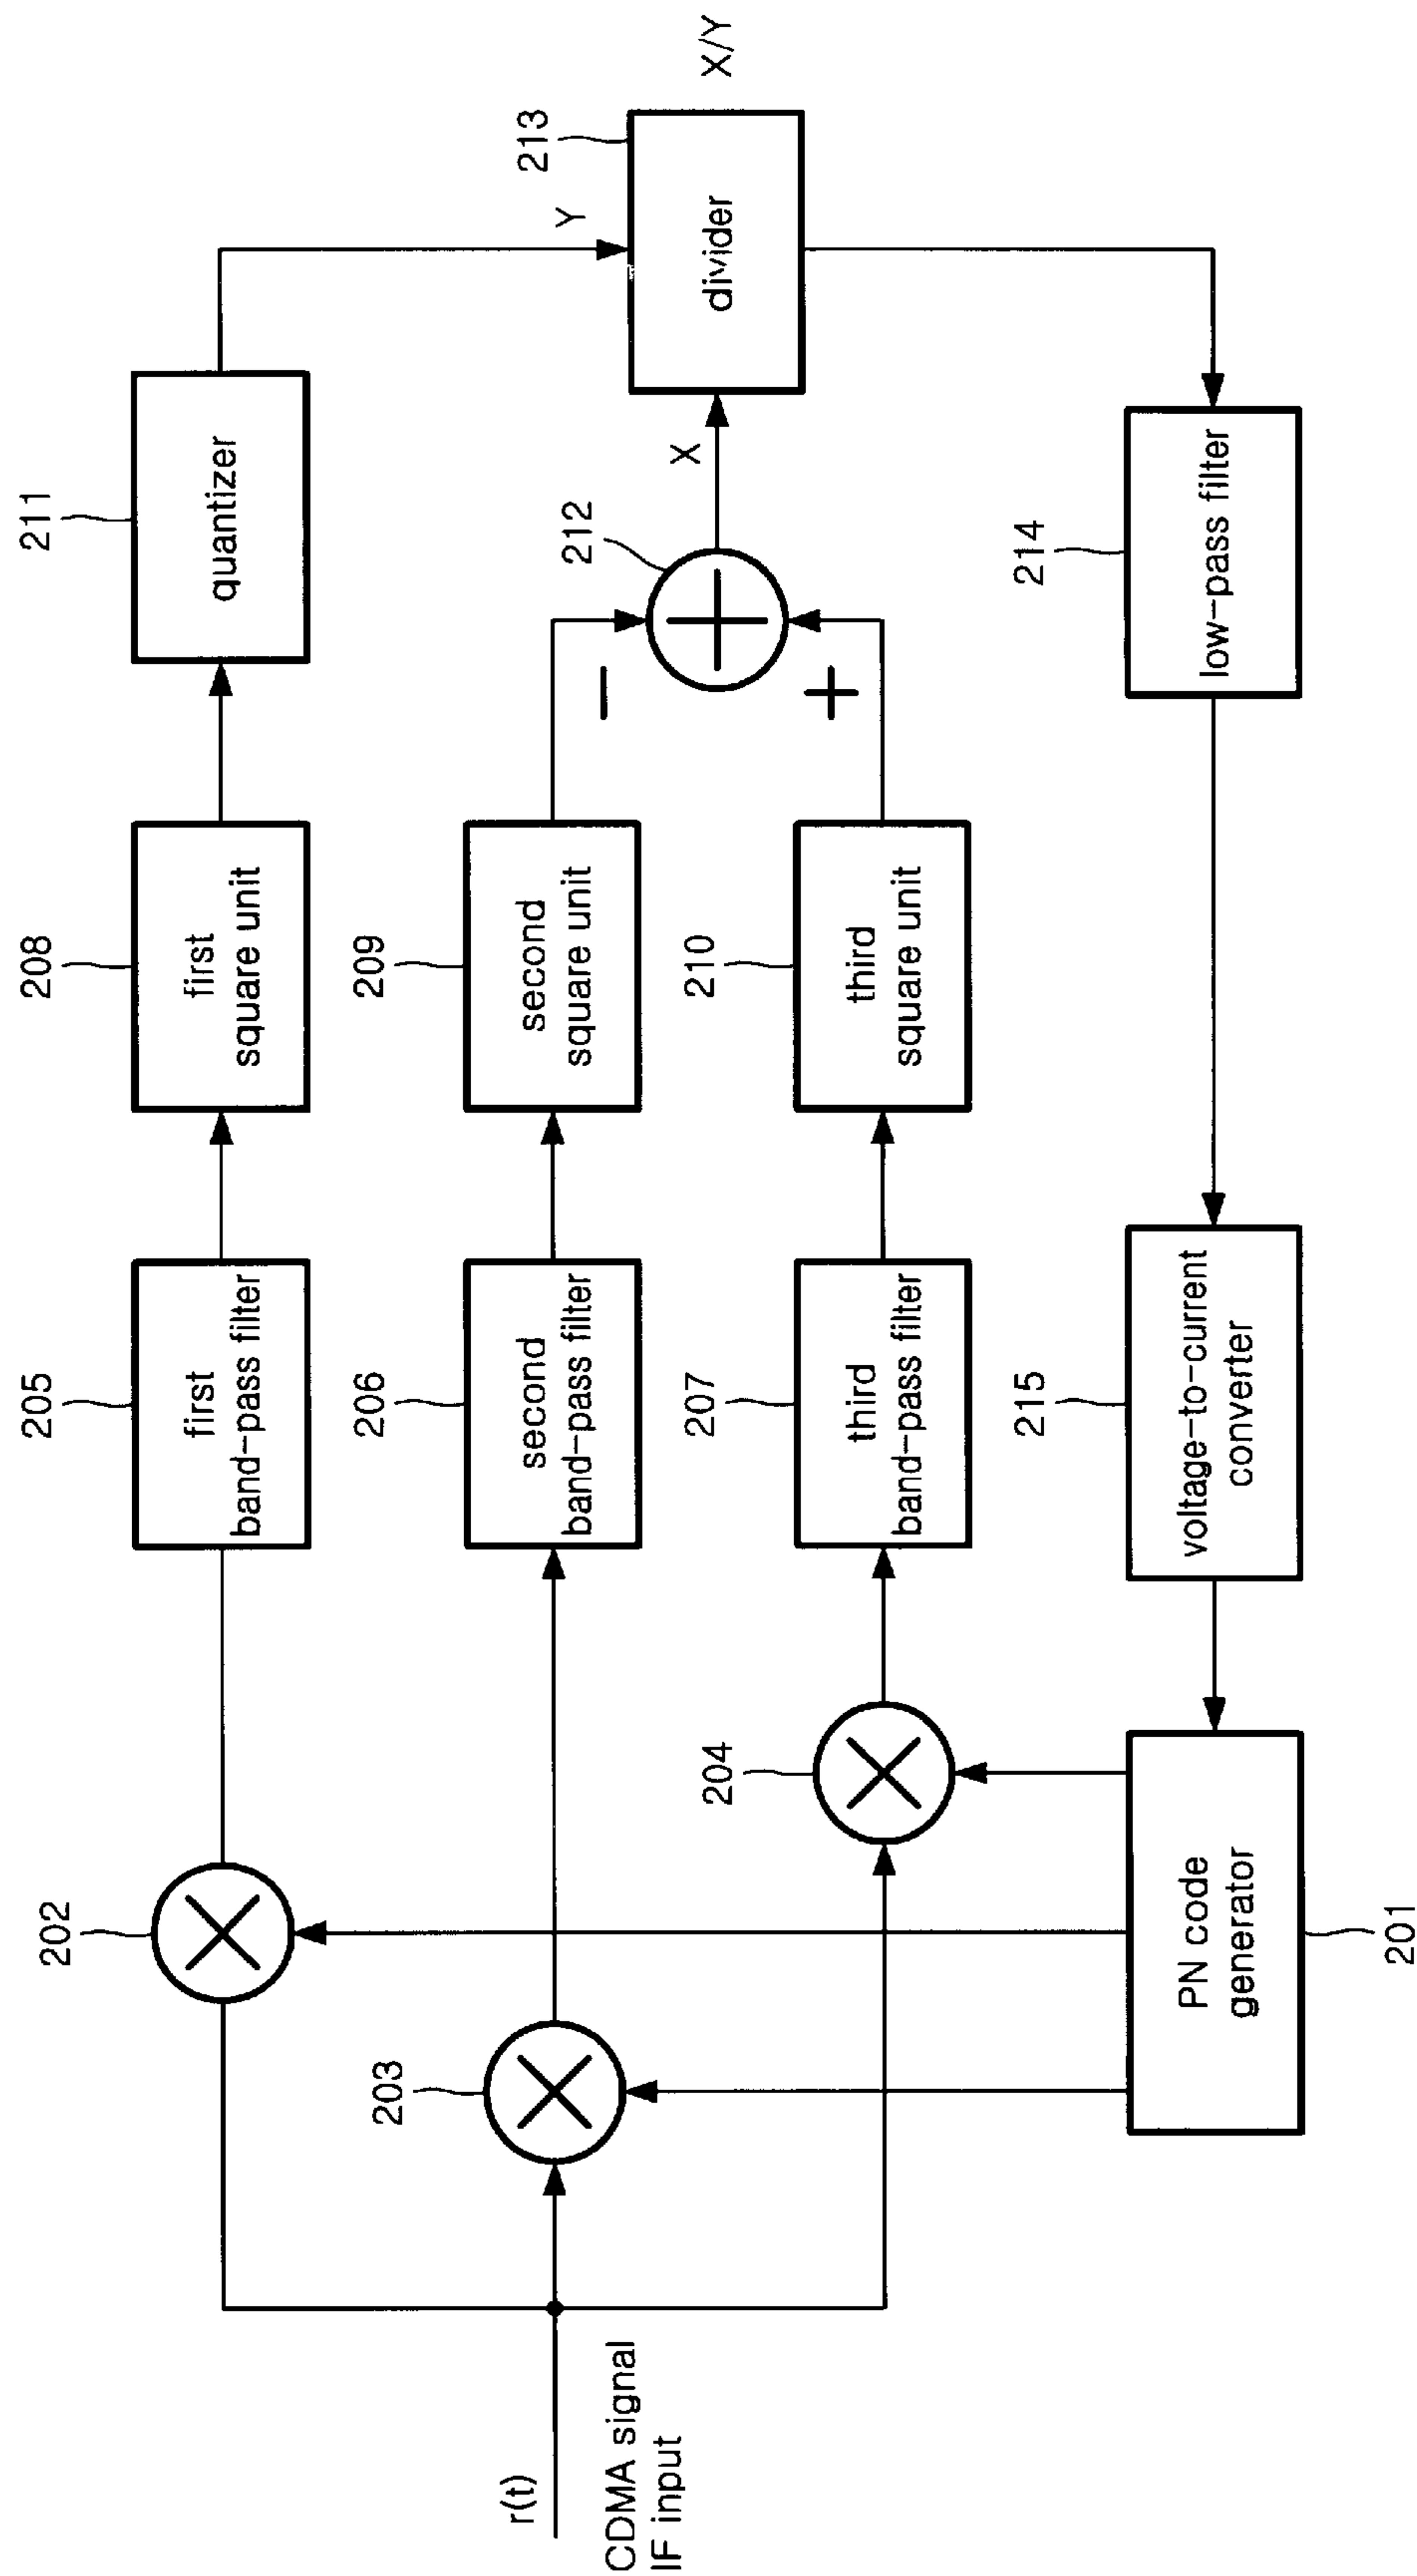 202
205
first
band-pass filter
208
first
square unit
211
quantizer
203
206
second
band-pass filter
209
second
square unit
Y
213
divider
X/Y
r(t)
CDMA signal
IF input
204
207
third
band-pass filter
210
third
square unit
−
+
212
X
201
PN code
generator
215
voltage-to-current
converter
214
low-pass filter